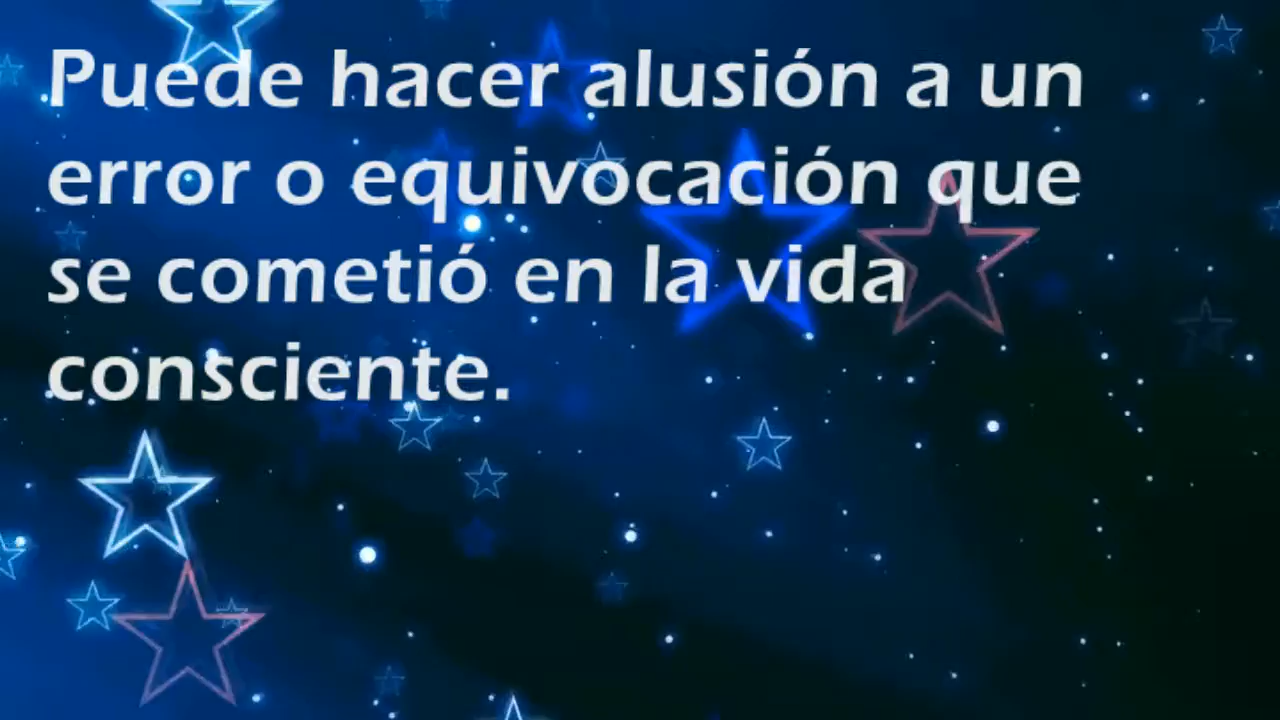 Puede hacer alusión a un
error o equivocación que
se cometió en la vida
consciente.